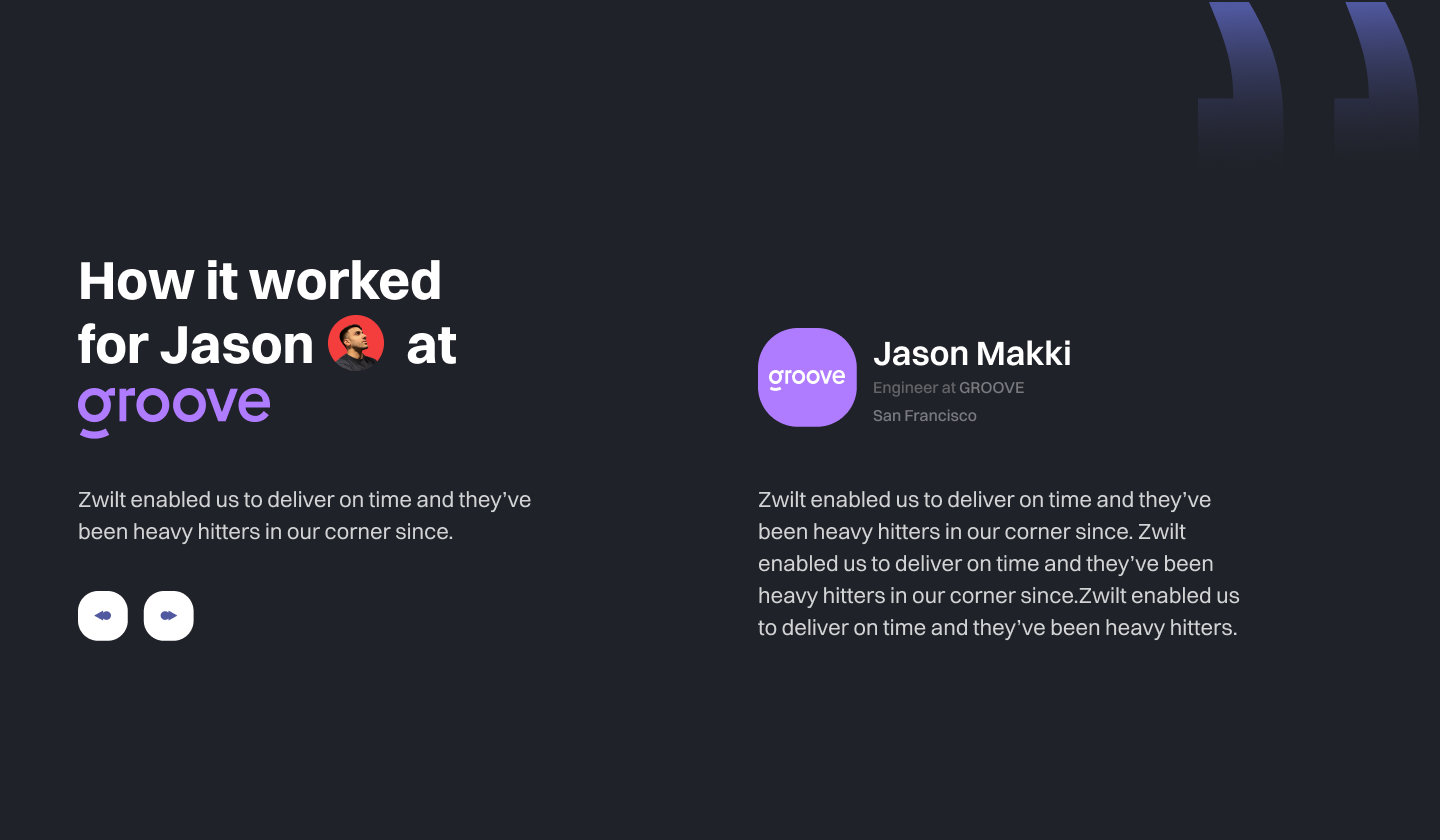 How it worked
for Jason at
groove
Zwilt enabled us to deliver on time and they’ve
been heavy hitters in our corner since.
groove
Jason Makki
Engineer at GROOVE
San Francisco
Zwilt enabled us to deliver on time and they’ve
been heavy hitters in our corner since. Zwilt
enabled us to deliver on time and they’ve been
heavy hitters in our corner since.Zwilt enabled us
to deliver on time and they’ve been heavy hitters.